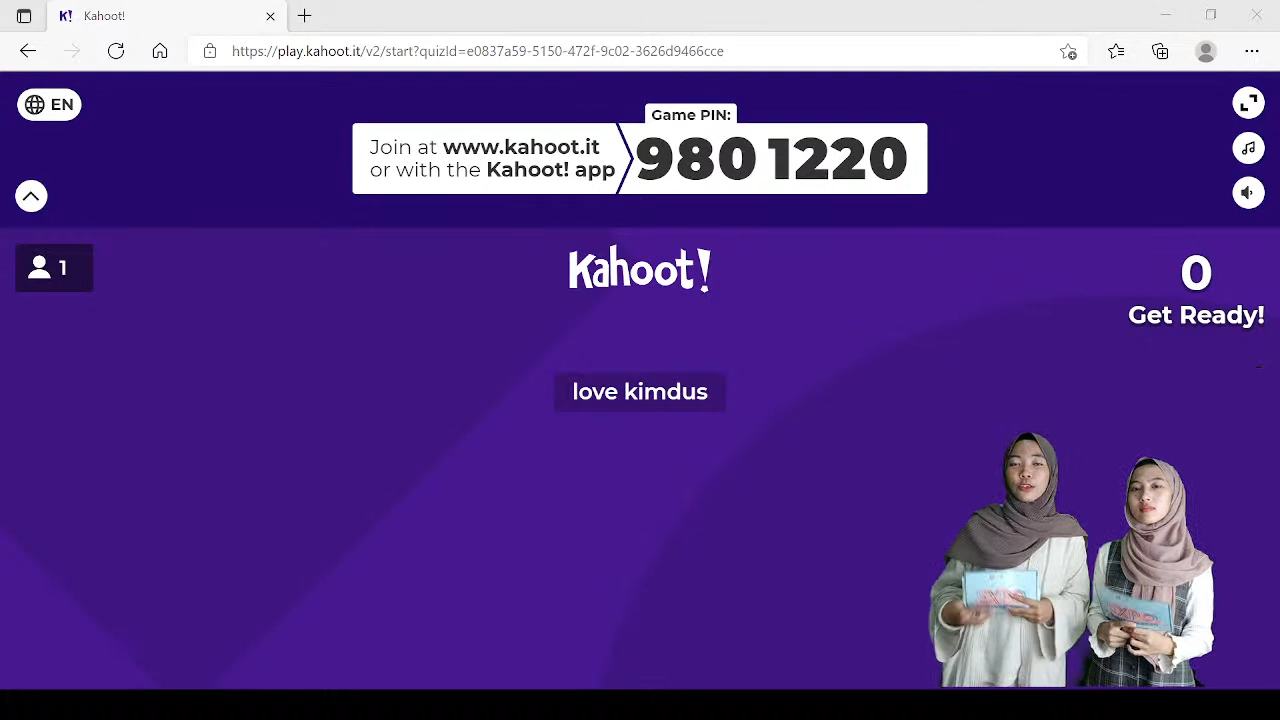 Kahoot!
https://play.kahoot.it/v2/start?quizId=e0837a59-5150-472f-9c02-3626d9466cce
EN
Game PIN:
Join at www.kahoot.it
or with the Kahoot! app
980 1220
1
Kahoot!
0
Get Ready!
love kimdus